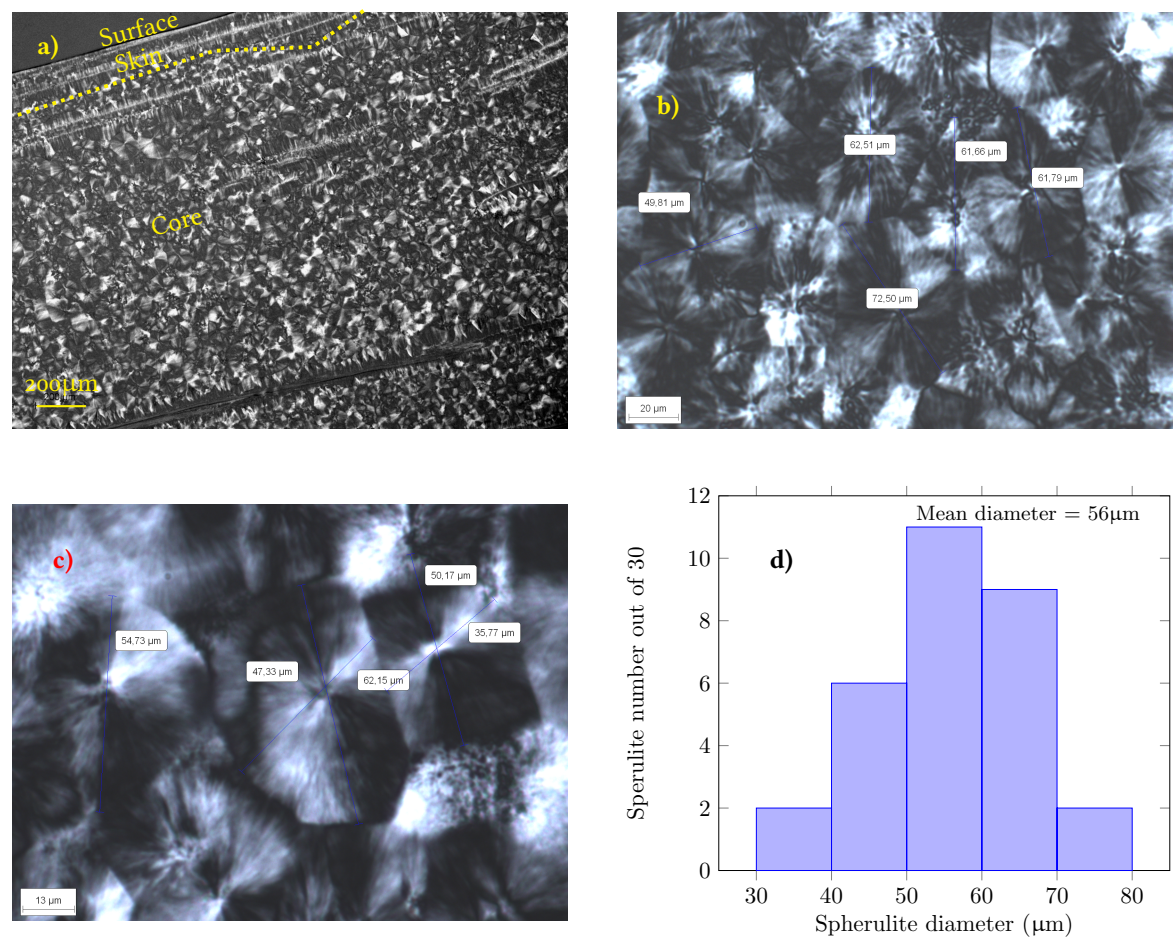 a)
Surface
Skin
Core
200µm
200µm
b)
62,51 µm
61,66 µm
61,79 µm
49,81 µm
72,50 µm
20 µm
c)
50,17 µm
54,73 µm
35,77 µm
47,33 µm
62,15 µm
13 µm
d)
Mean diameter = 56µm
Sperulite number out of 30
12
10
8
6
4
2
0
30 40 50 60 70 80
Spherulite diameter (µm)